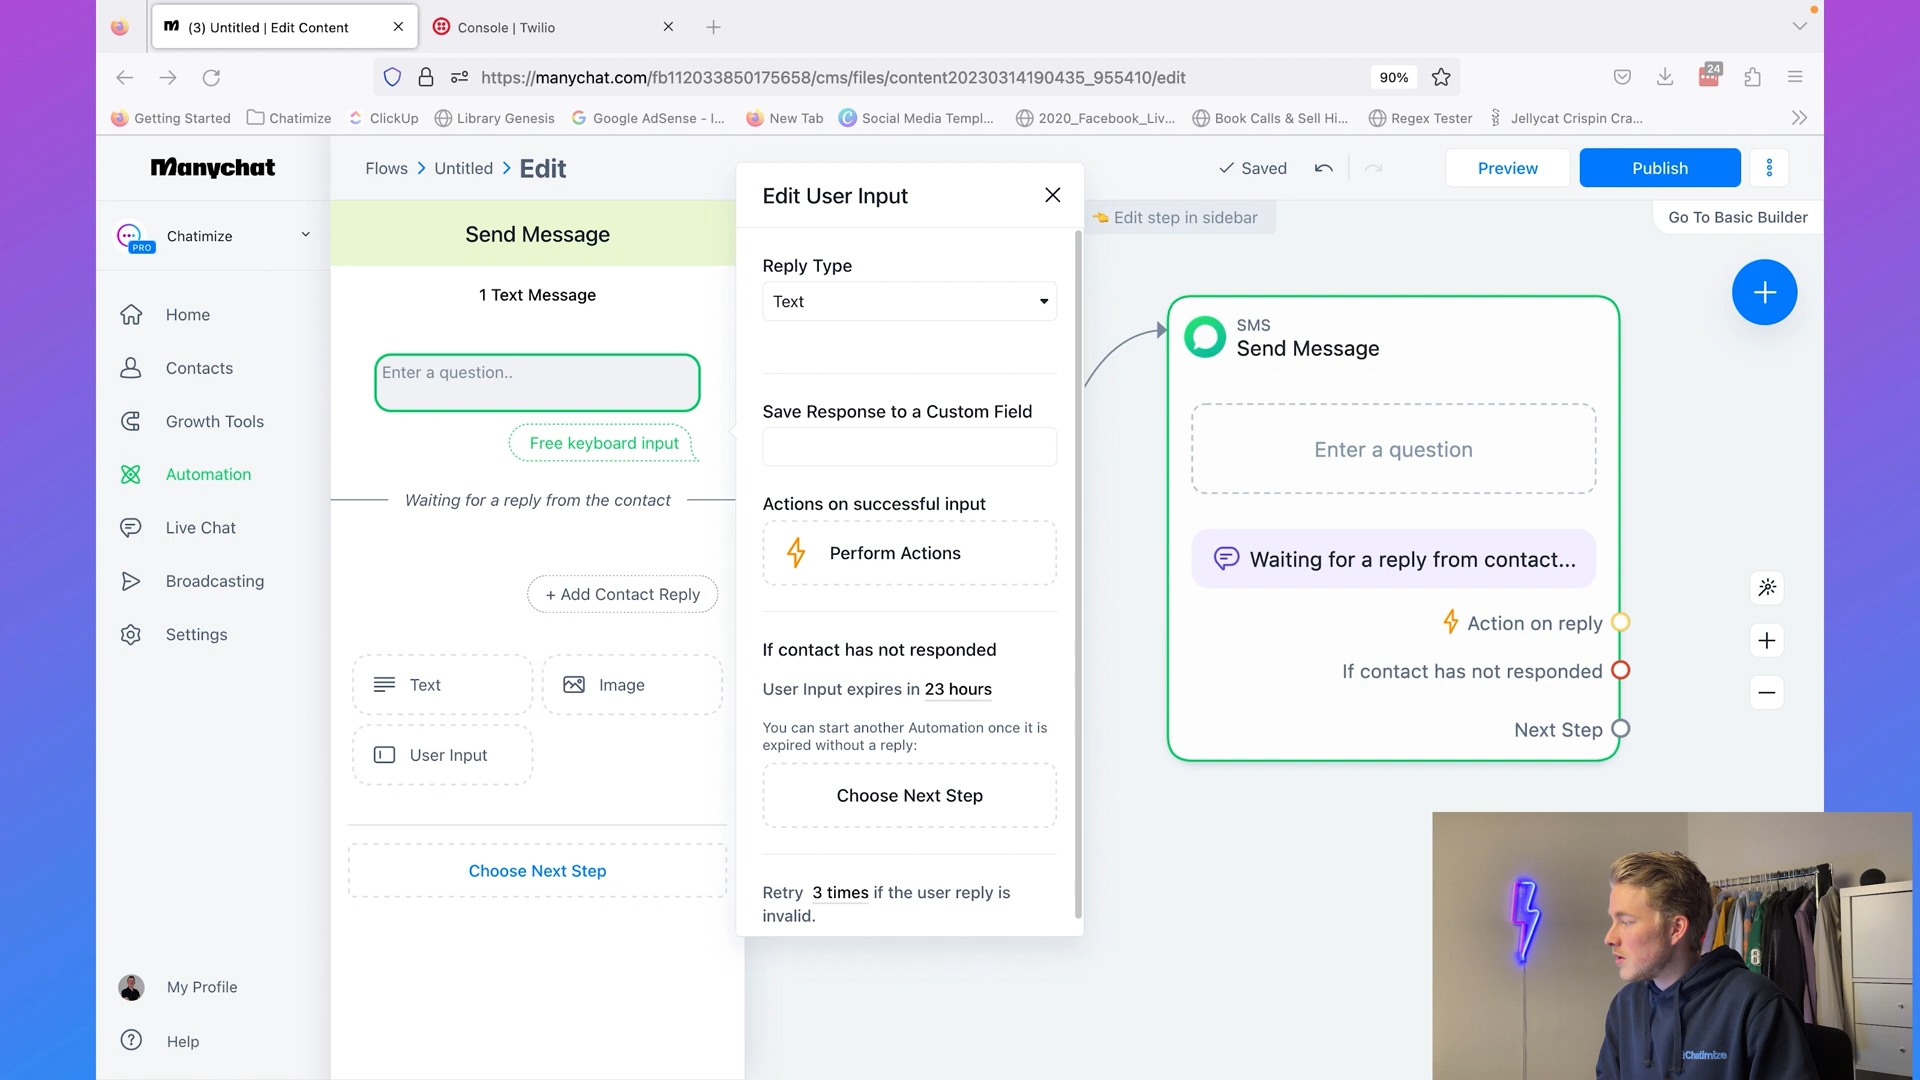 (3) Untitled | Edit Content
Console | Twilio
https://manychat.com/fb112033850175658/cms/files/content20230314190435_955410/edit
90%
24
Getting Started
Chatimize
ClickUp
Library Genesis
Google AdSense - I...
New Tab
Social Media Templ...
2020_Facebook_Liv...
Book Calls & Sell Hi...
Regex Tester
Jellycat Crispin Cra...
Manychat
Chatimize
PRO
Home
Contacts
Growth Tools
Automation
Live Chat
Broadcasting
Settings
My Profile
Help
Flows > Untitled > Edit
Saved
Preview
Publish
Send Message
1 Text Message
Enter a question..
Free keyboard input
Waiting for a reply from the contact
+ Add Contact Reply
Text
Image
User Input
Choose Next Step
Edit User Input
Reply Type
Text
Save Response to a Custom Field
Actions on successful input
Perform Actions
If contact has not responded
User Input expires in 23 hours
You can start another Automation once it is
expired without a reply:
Choose Next Step
Retry 3 times if the user reply is
invalid.
Edit step in sidebar
Go To Basic Builder
SMS
Send Message
Enter a question
Waiting for a reply from contact...
Action on reply
If contact has not responded
Next Step
Chatimize